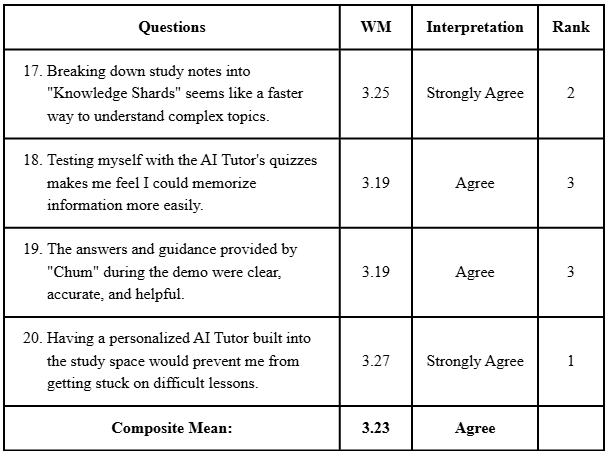 Questions WM Interpretation Rank
17. Breaking down study notes into
"Knowledge Shards" seems like a faster
way to understand complex topics.
3.25 Strongly Agree 2
18. Testing myself with the AI Tutor's quizzes
makes me feel I could memorize
information more easily.
3.19 Agree 3
19. The answers and guidance provided by
"Chum" during the demo were clear,
accurate, and helpful.
3.19 Agree 3
20. Having a personalized AI Tutor built into
the study space would prevent me from
getting stuck on difficult lessons.
3.27 Strongly Agree 1
Composite Mean: 3.23 Agree